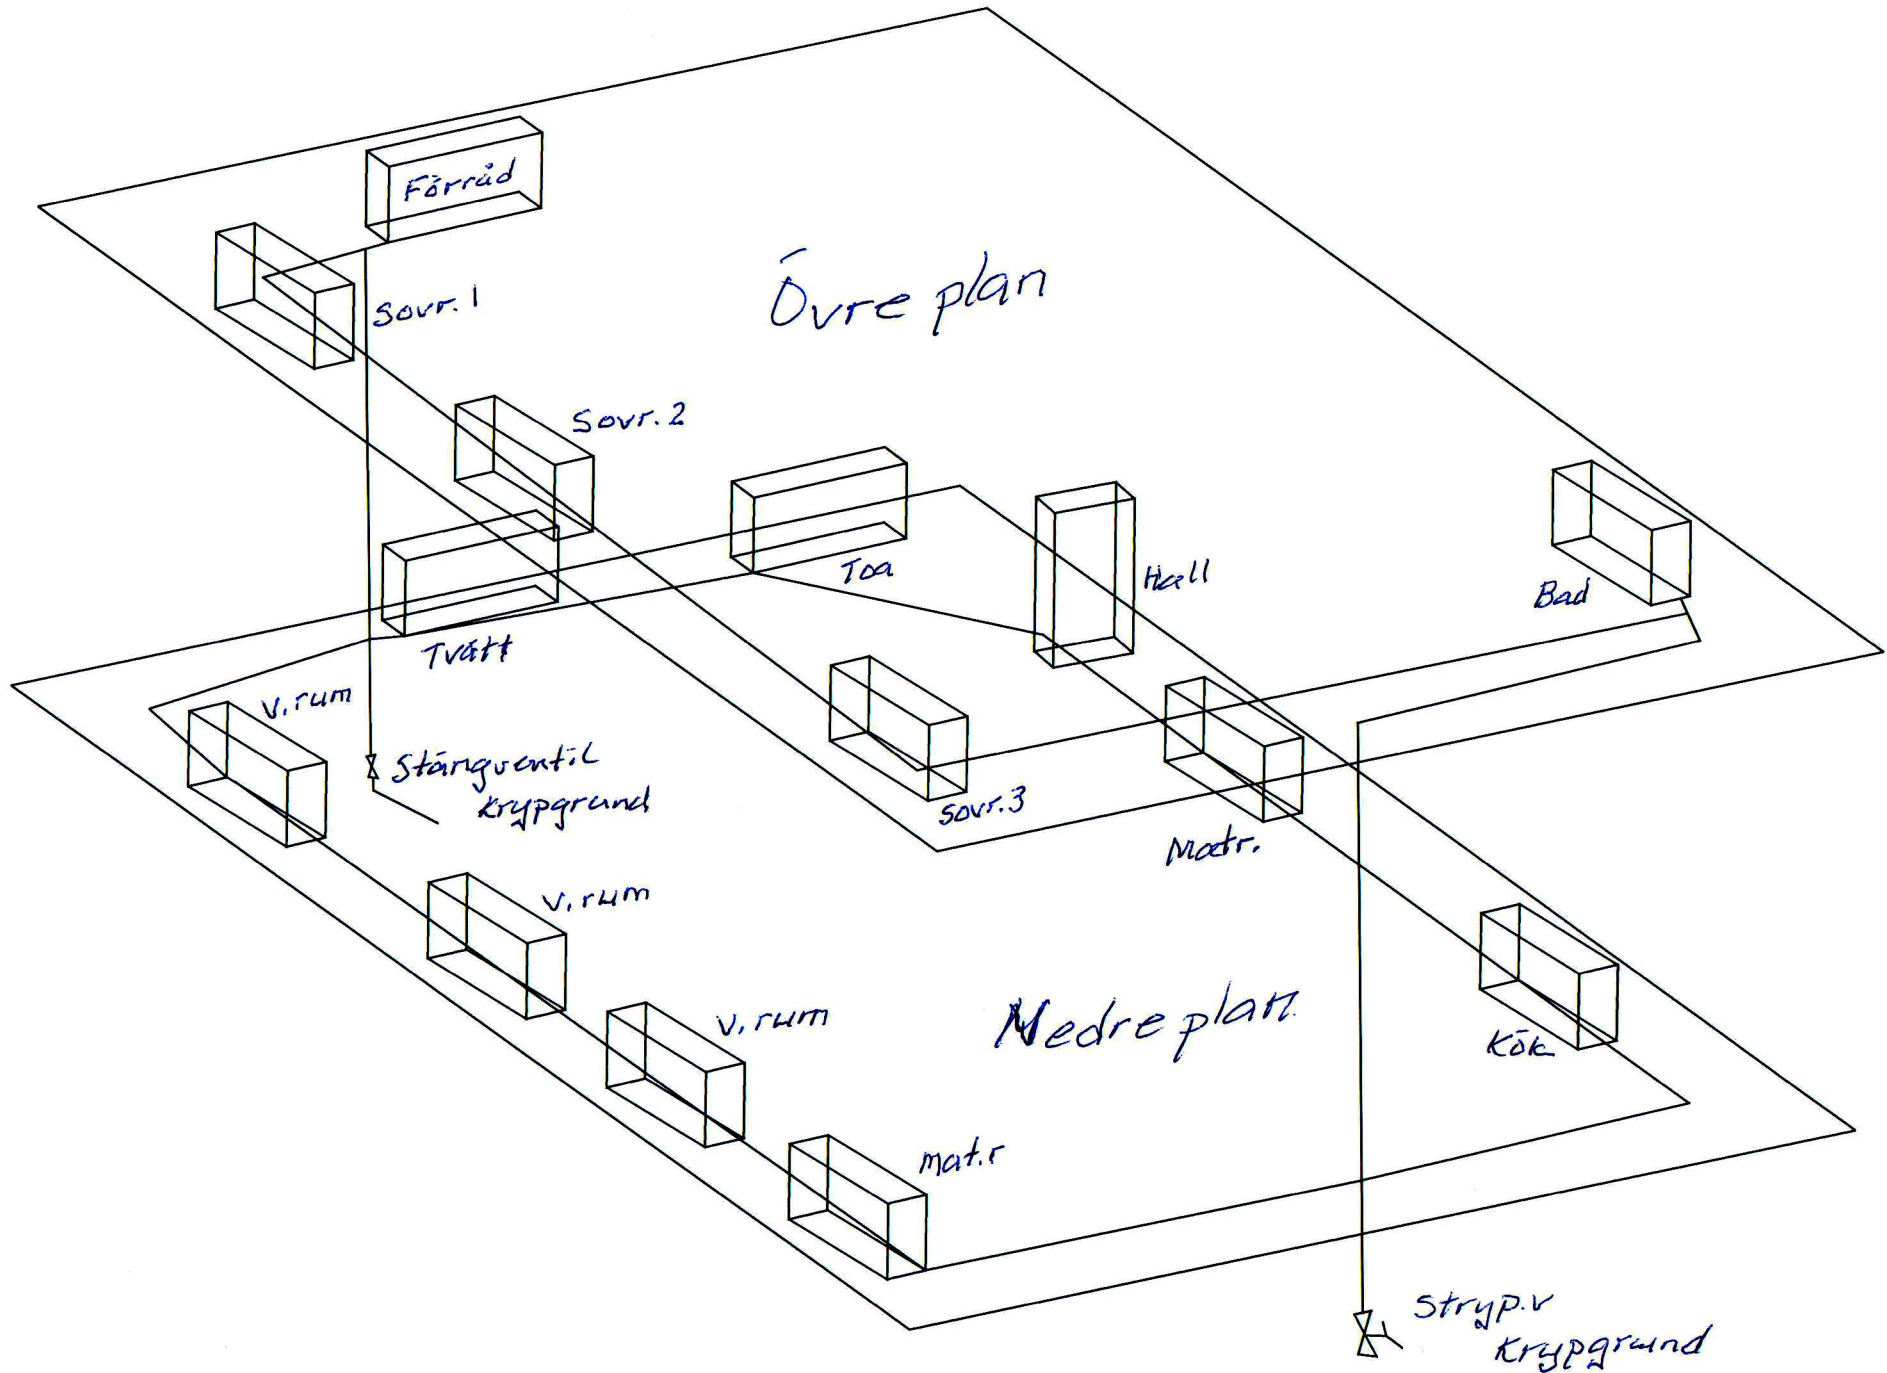 Förråd
Sovr. 1
Övre plan
Sovr. 2
Toa
Hall
Bad
Tvätt
V. rum
Stängventil
krypgrund
Sovr. 3
Matr.
V. rum
V. rum
Nedre plan
Kök
Mat.r
Stryp.v
Krypgrund